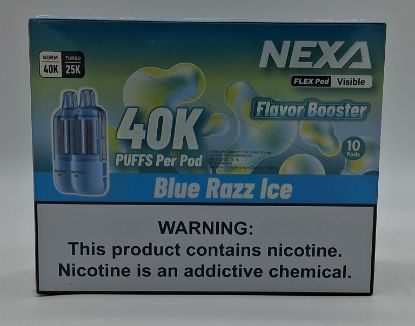 NORM TURBO
40K 25K
NEXA
FLEX Pod Visible
Flavor Booster
40K
PUFFS Per Pod
10
Pods
Blue Razz Ice
WARNING:
This product contains nicotine.
Nicotine is an addictive chemical.